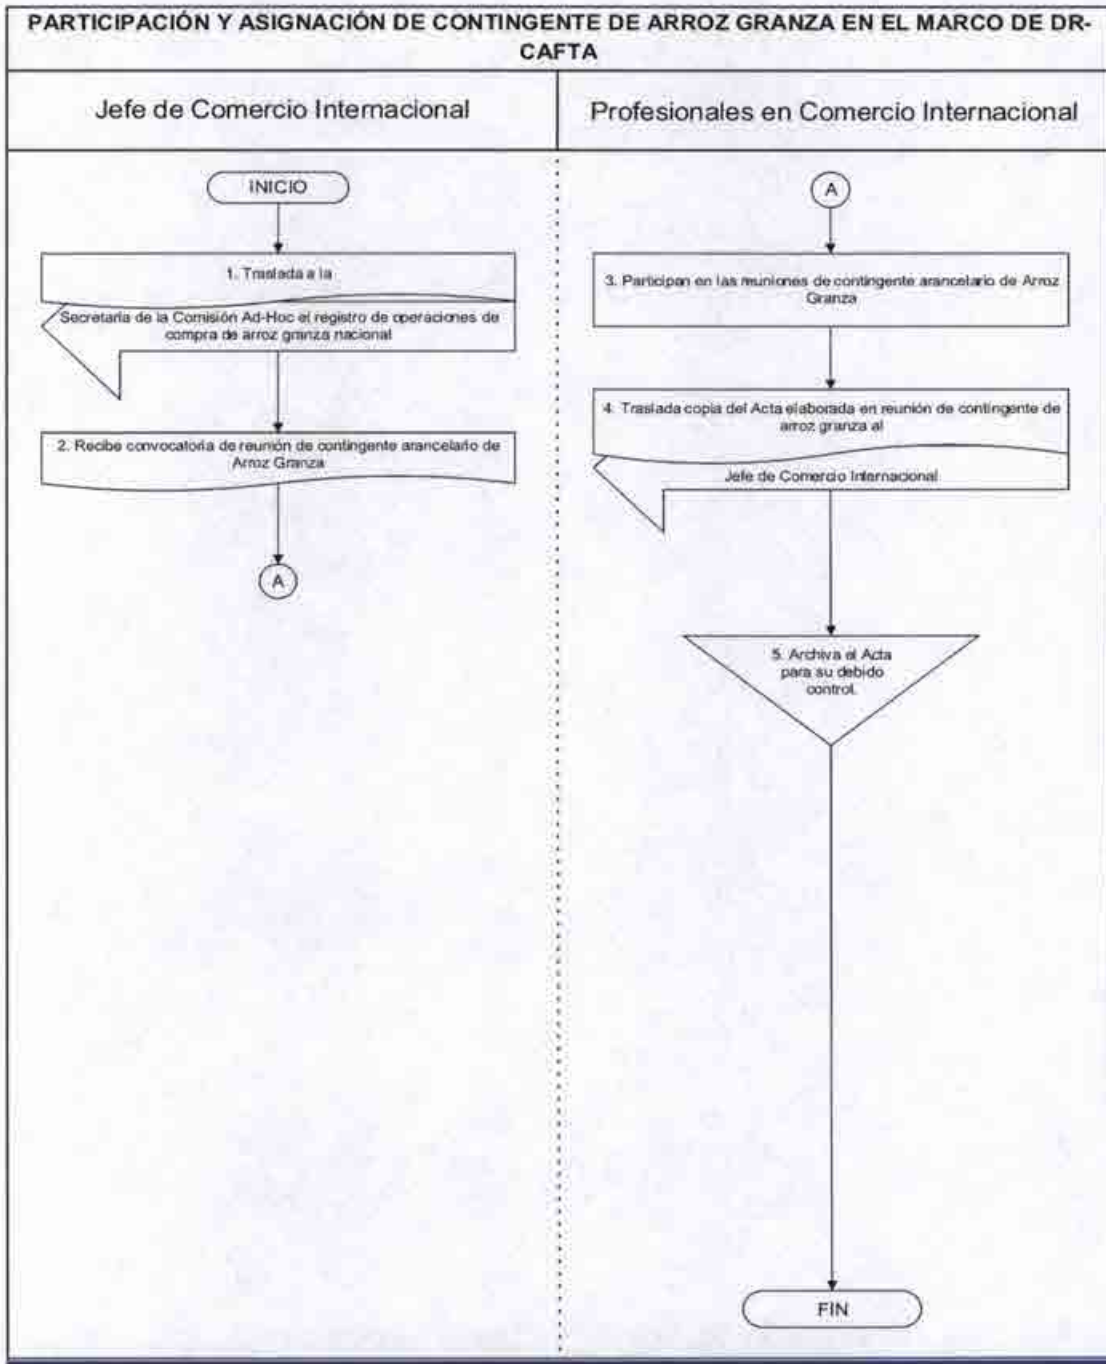 PARTICIPACIÓN Y ASIGNACIÓN DE CONTINGENTE DE ARROZ GRANZA EN EL MARCO DE DR-
CAFTA
Jefe de Comercio Internacional
INICIO
1. Traslada a la
Secretaría de la Comisión Ad-Hoc el registro de operaciones de
compra de arroz granza nacional
2. Recibe convocatoria de reunión de contingente arancelario de
Arroz Granza
A
Profesionales en Comercio Internacional
A
3. Participan en las reuniones de contingente arancelario de Arroz
Granza
4. Traslada copia del Acta elaborada en reunión de contingente de
arroz granza al
Jefe de Comercio Internacional
5. Archiva el Acta
para su debido
control.
FIN